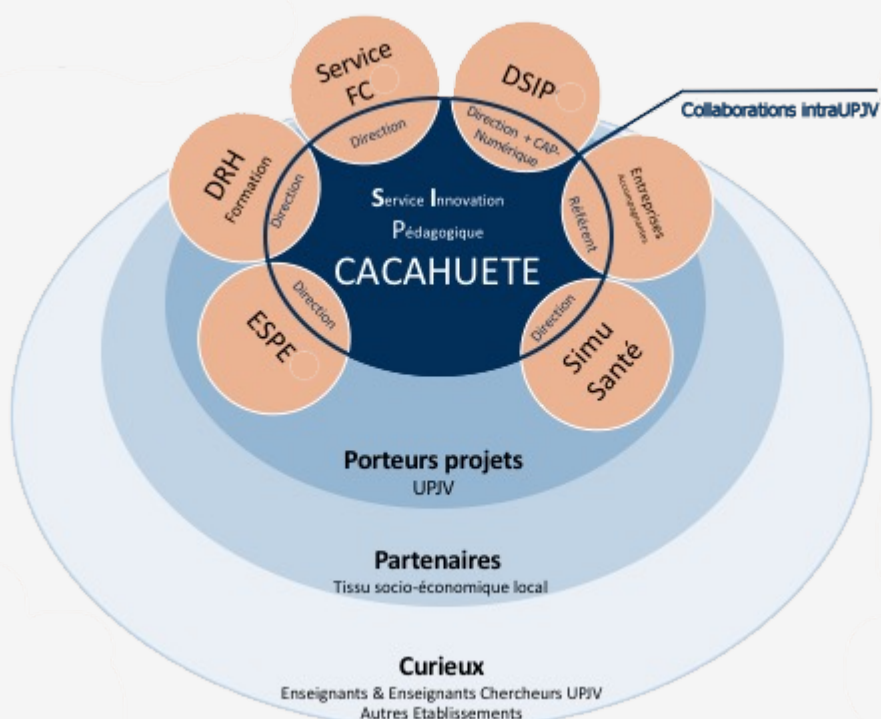 Service
FC
Direction
DSIP
Direction + CAP-
Numérique
Collaborations intraUPJV
DRH
Formation
Direction
Entreprises
Accompagnantes
Référent
Service Innovation
Pédagogique
CACAHUETE
ESPE
Direction
Simu
Santé
Direction
Porteurs projets
UPJV
Partenaires
Tissu socio-économique local
Curieux
Enseignants & Enseignants Chercheurs UPJV
Autres Etablissements